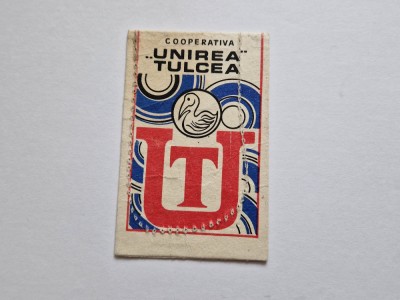 COOPERATIVA
„UNIREA"
TULCEA
UT